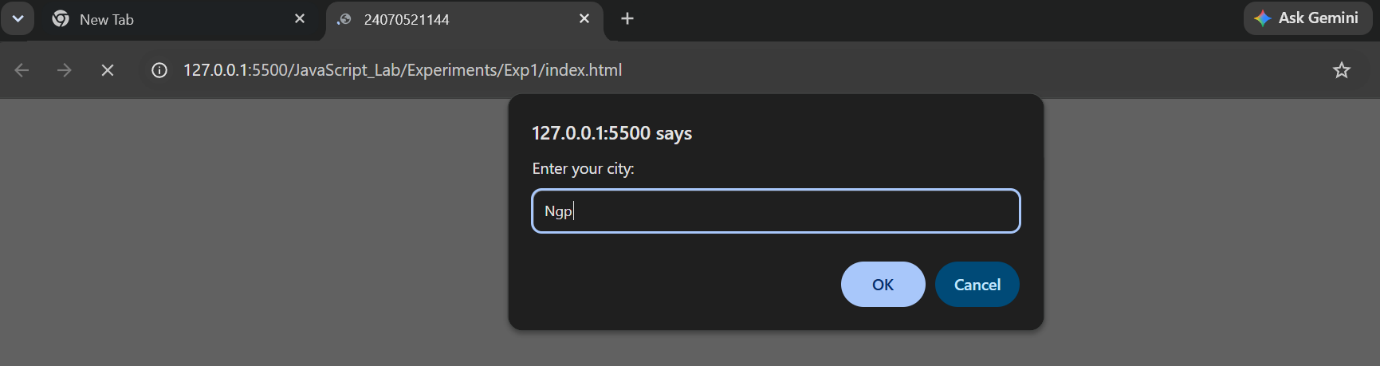 New Tab
24070521144
Ask Gemini
127.0.0.1:5500/JavaScript_Lab/Experiments/Exp1/index.html
127.0.0.1:5500 says
Enter your city:
Ngp
OK Cancel